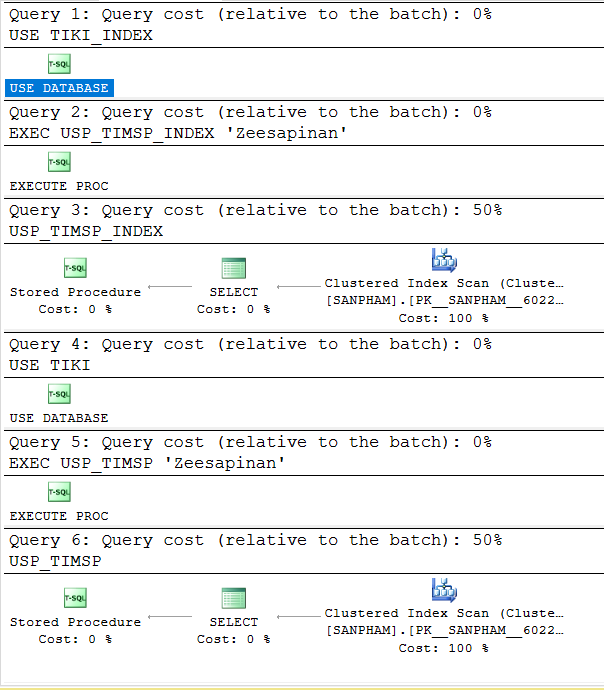 Query 1: Query cost (relative to the batch): 0%
USE TIKI_INDEX
T-SQL
USE DATABASE
Query 2: Query cost (relative to the batch): 0%
EXEC USP_TIMSP_INDEX 'Zeesapinan'
T-SQL
EXECUTE PROC
Query 3: Query cost (relative to the batch): 50%
USP_TIMSP_INDEX
T-SQL
Stored Procedure
Cost: 0 %
SELECT
Cost: 0 %
Clustered Index Scan (Cluste…
[SANPHAM].[PK__SANPHAM__6022…
Cost: 100 %
Query 4: Query cost (relative to the batch): 0%
USE TIKI
T-SQL
USE DATABASE
Query 5: Query cost (relative to the batch): 0%
EXEC USP_TIMSP 'Zeesapinan'
T-SQL
EXECUTE PROC
Query 6: Query cost (relative to the batch): 50%
USP_TIMSP
T-SQL
Stored Procedure
Cost: 0 %
SELECT
Cost: 0 %
Clustered Index Scan (Cluste…
[SANPHAM].[PK__SANPHAM__6022…
Cost: 100 %